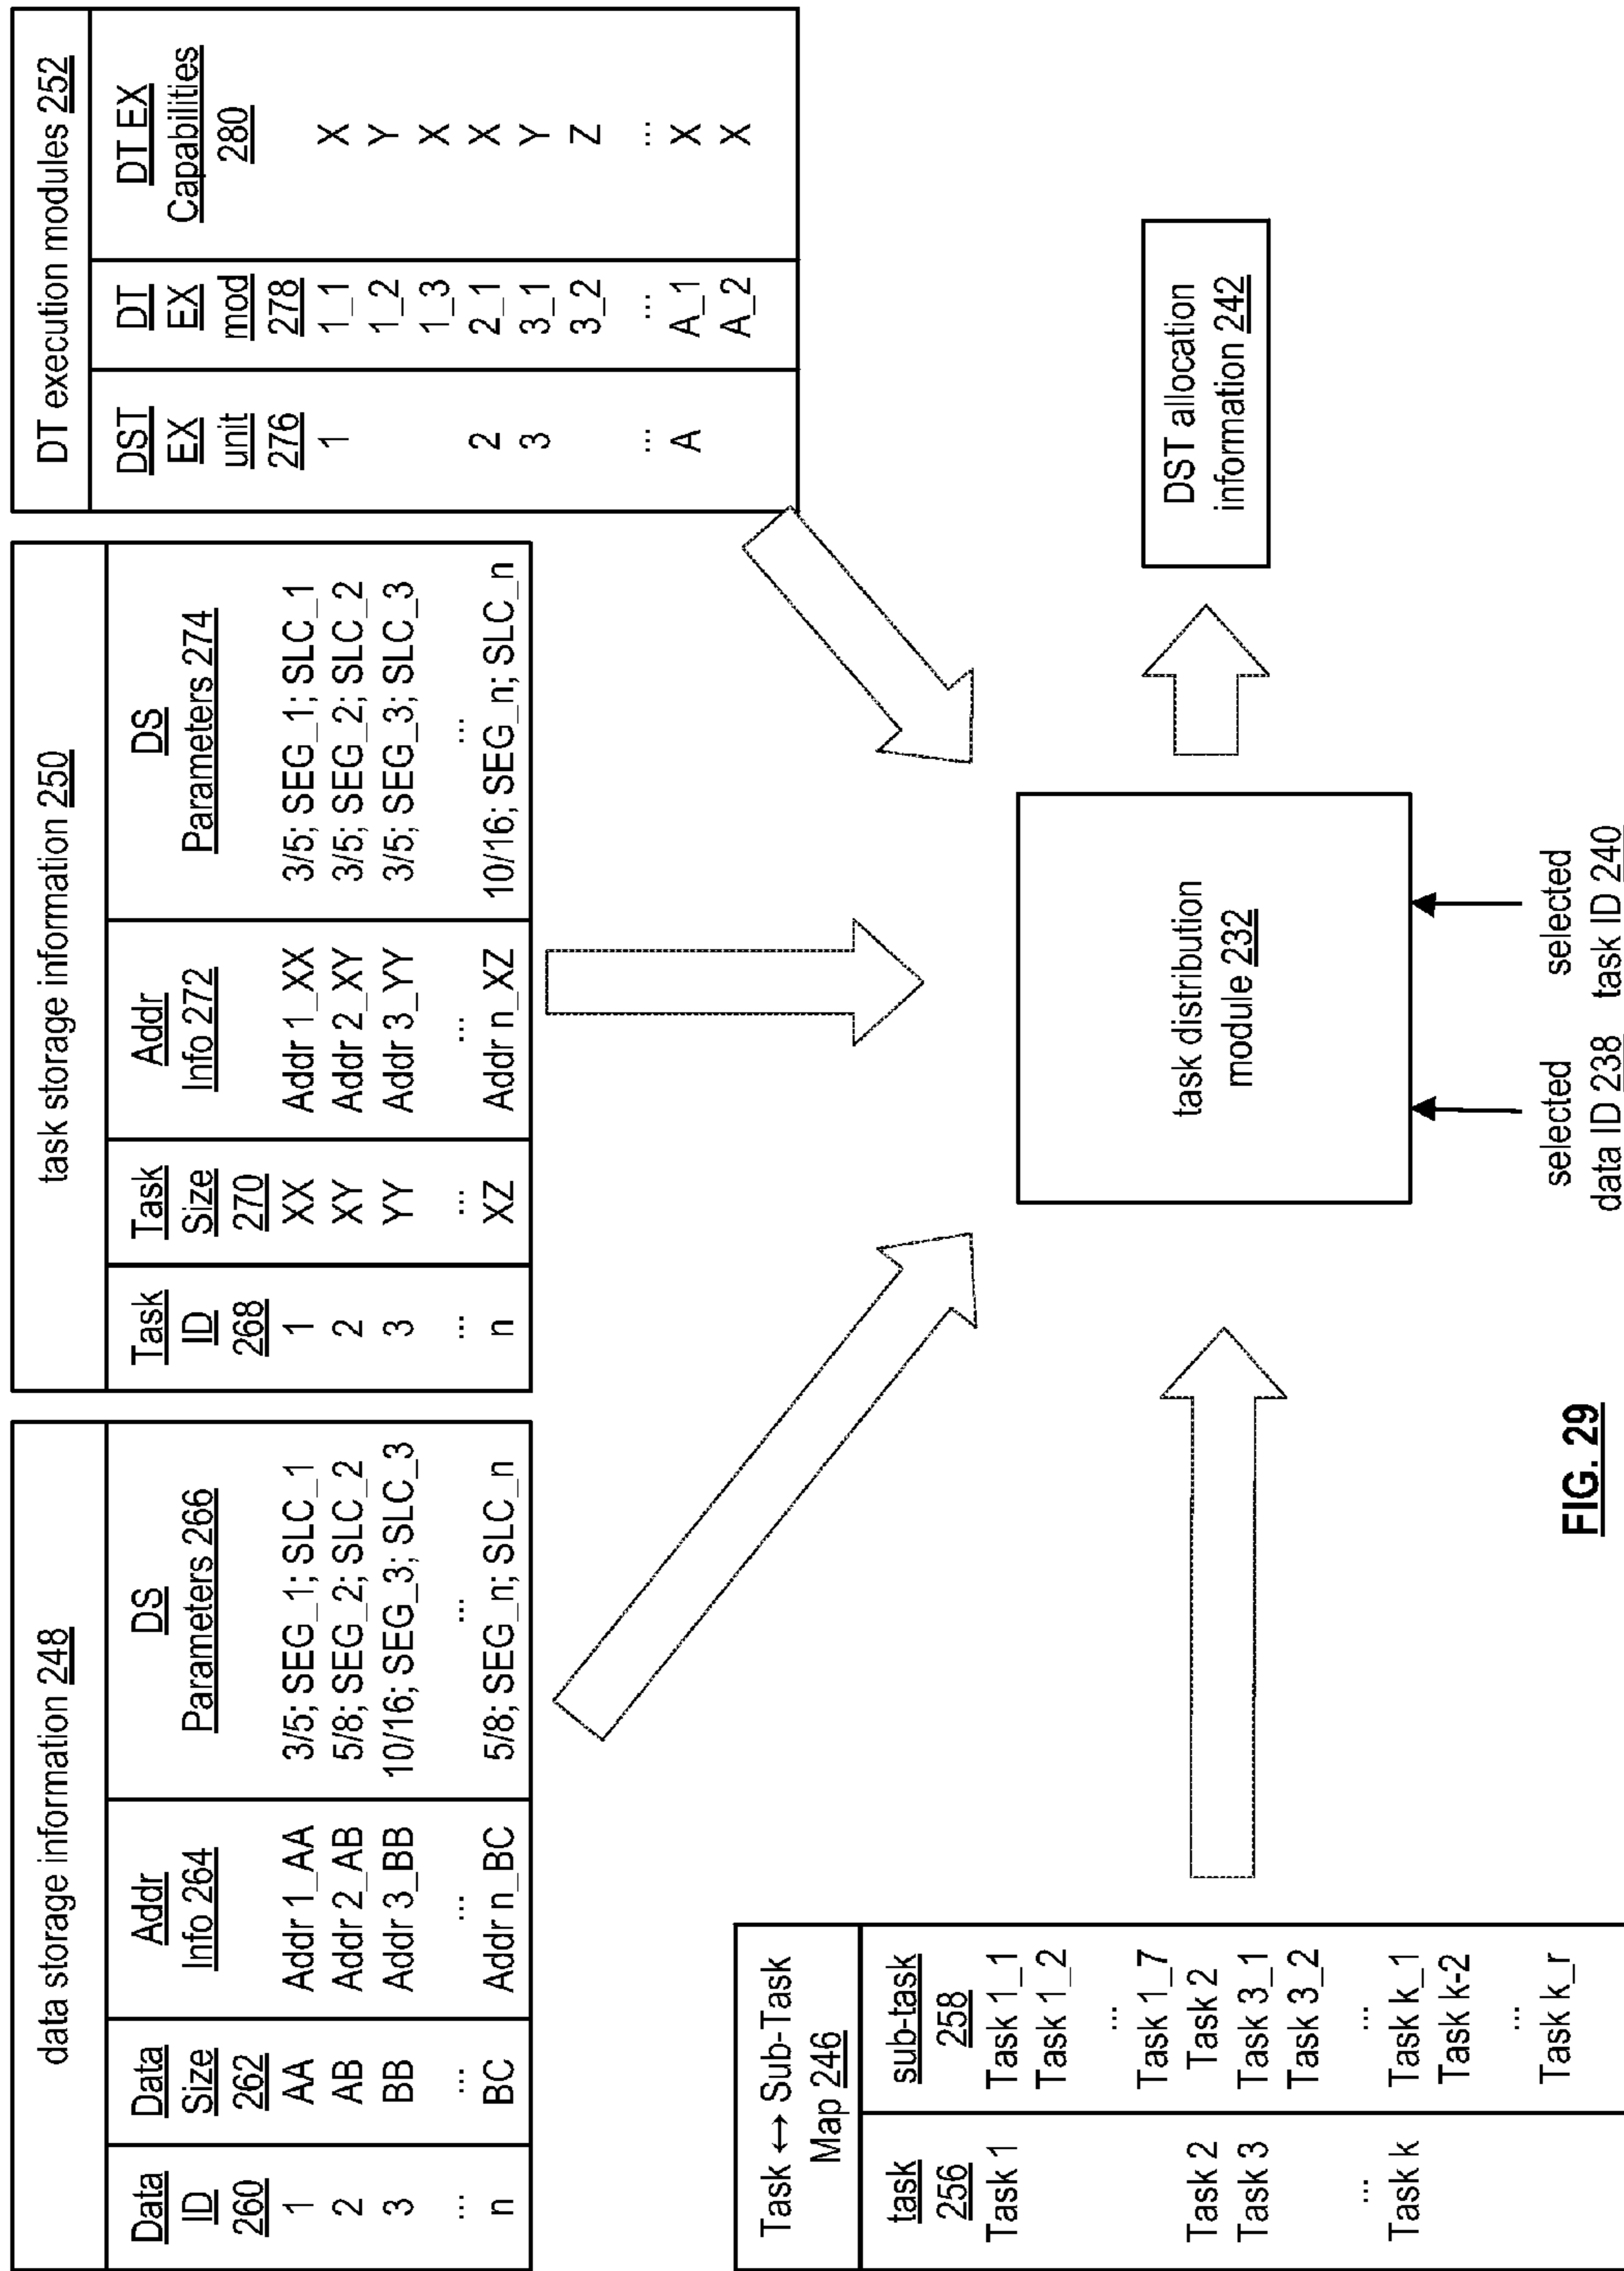 data storage information 248
Data ID 260 Data Size 262 Addr Info 264 DS Parameters 266
1 AA Addr 1_AA 3/5; SEG_1; SLC_1
2 AB Addr 2_AB 5/8; SEG_2; SLC_2
3 BB Addr 3_BB 10/16; SEG_3; SLC_3
... ... ... ...
n BC Addr n_BC 5/8; SEG_n; SLC_n
task storage information 250
Task ID 268 Task Size 270 Addr Info 272 DS Parameters 274
1 XX Addr 1_XX 3/5; SEG_1; SLC_1
2 XY Addr 2_XY 3/5; SEG_2; SLC_2
3 YY Addr 3_YY 3/5; SEG_3; SLC_3
... ... ... ...
n XZ Addr n_XZ 10/16; SEG_n; SLC_n
DT execution modules 252
DST EX unit 276 DT EX mod 278 DT EX Capabilities 280
1 1_1 X
1_2 Y
1_3 X
2 2_1 X
3 3_1 Y
3_2 Z
... ... ...
A A_1 X
A_2 X
Task ↔ Sub-Task
Map 246
task 256 sub-task 258
Task 1 Task 1_1
Task 1_2
...
Task 1_7
Task 2 Task 2
Task 3 Task 3_1
Task 3_2
... ...
Task k Task k_1
Task k-2
...
Task k_r
task distribution
module 232
DST allocation
information 242
selected
data ID 238
selected
task ID 240
FIG. 29